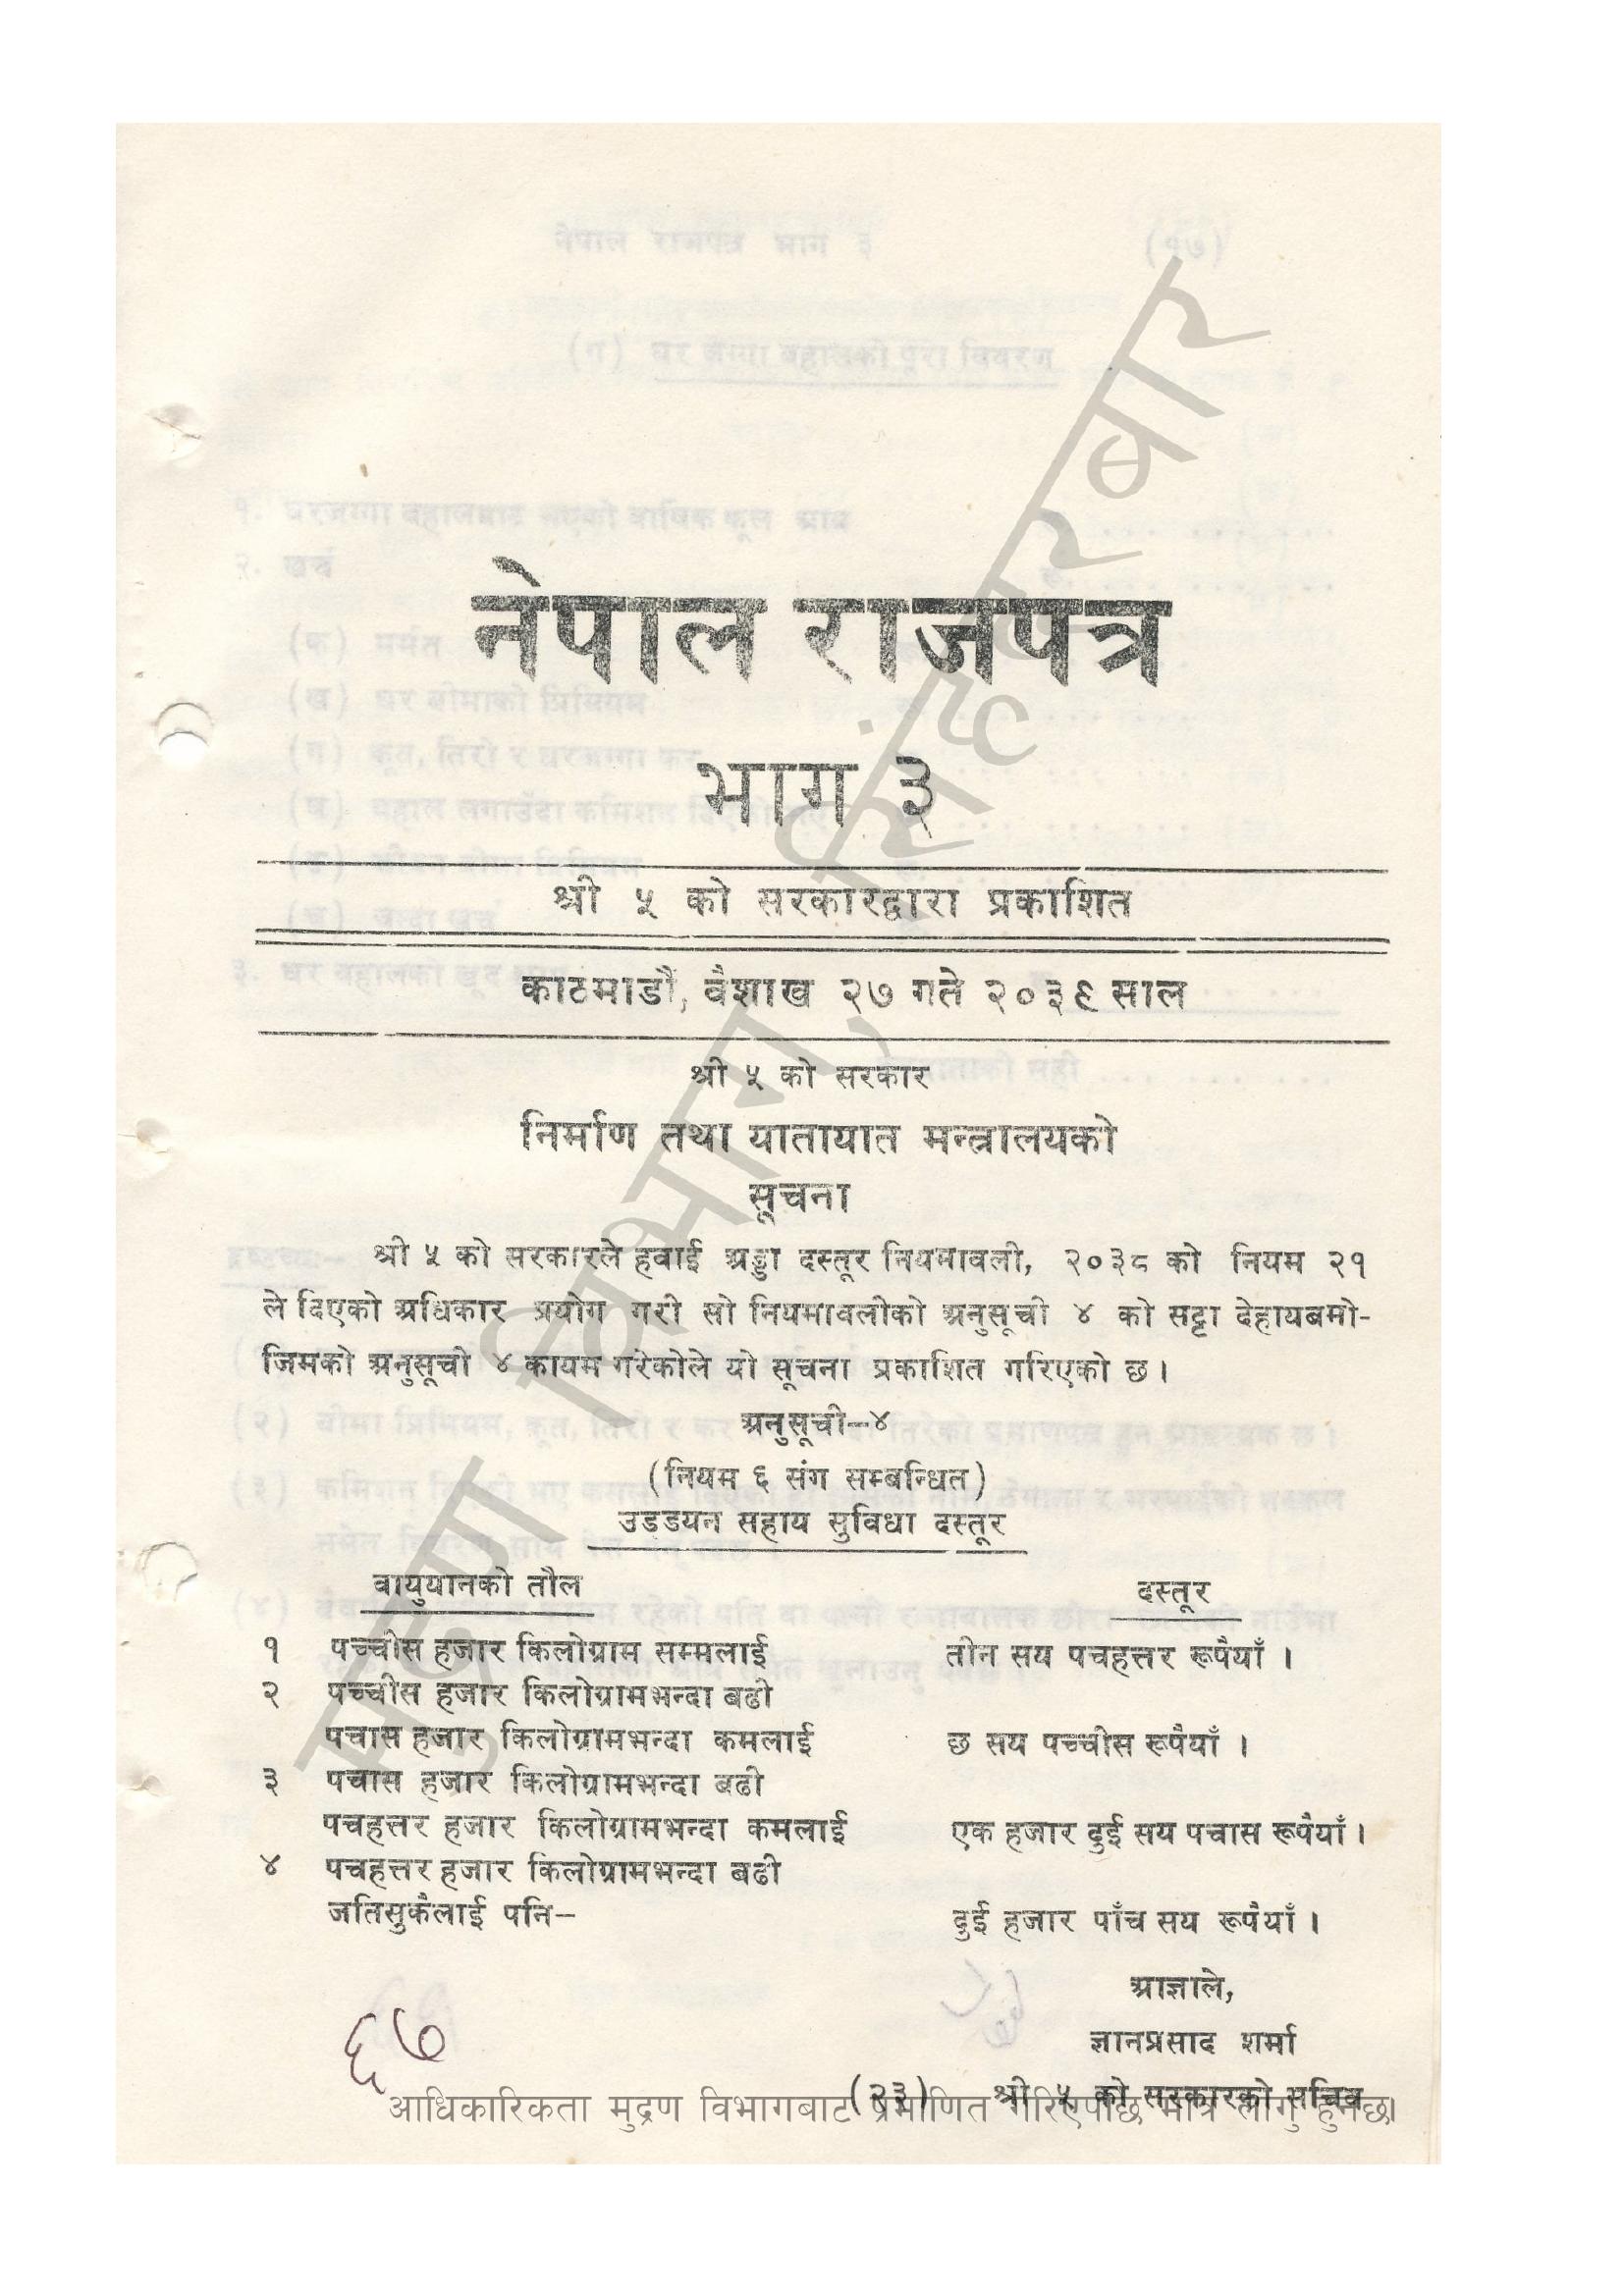 नेपाल राजपत्र
भाग ३
श्री ५ को सरकारद्वारा प्रकाशित
काठमाडौं, वैशाख २७ गते २०३९ साल
श्री ५ को सरकार
निर्माण तथा यातायात मन्त्रालयको
सूचना
श्री ५ को सरकारले हवाई अड्डा दस्तूर नियमावली, २०३८ को नियम २१
ले दिएको अधिकार प्रयोग गरी सो नियमावलीको अनुसूची ४ को सट्टा देहायबमो-
जिमको अनुसूची ४ कायम गरेकोले यो सूचना प्रकाशित गरिएको छ ।
अनुसूची-४
(नियम ६ संग सम्बन्धित)
उडडयन सहाय सुविधा दस्तूर
वायुयानको तौल दस्तूर
१ पच्चीस हजार किलोग्राम सम्मलाई तीन सय पचहत्तर रूपैयाँ ।
२ पच्चीस हजार किलोग्रामभन्दा बढी
पचास हजार किलोग्रामभन्दा कमलाई छ सय पच्चीस रूपैयाँ ।
३ पचास हजार किलोग्रामभन्दा बढी
पचहत्तर हजार किलोग्रामभन्दा कमलाई एक हजार दुई सय पचास रूपैयाँ ।
४ पचहत्तर हजार किलोग्रामभन्दा बढी
जतिसुकैलाई पनि- दुई हजार पाँच सय रूपैयाँ ।
आज्ञाले,
ज्ञानप्रसाद शर्मा
(२३) श्री ५ को सरकारको सचिव
६७
आधिकारिकता मुद्रण विभागबाट प्रमाणित गरिएपछि मात्र लागु हुनेछ।
मुद्रण विभाग, सिंहदरबार